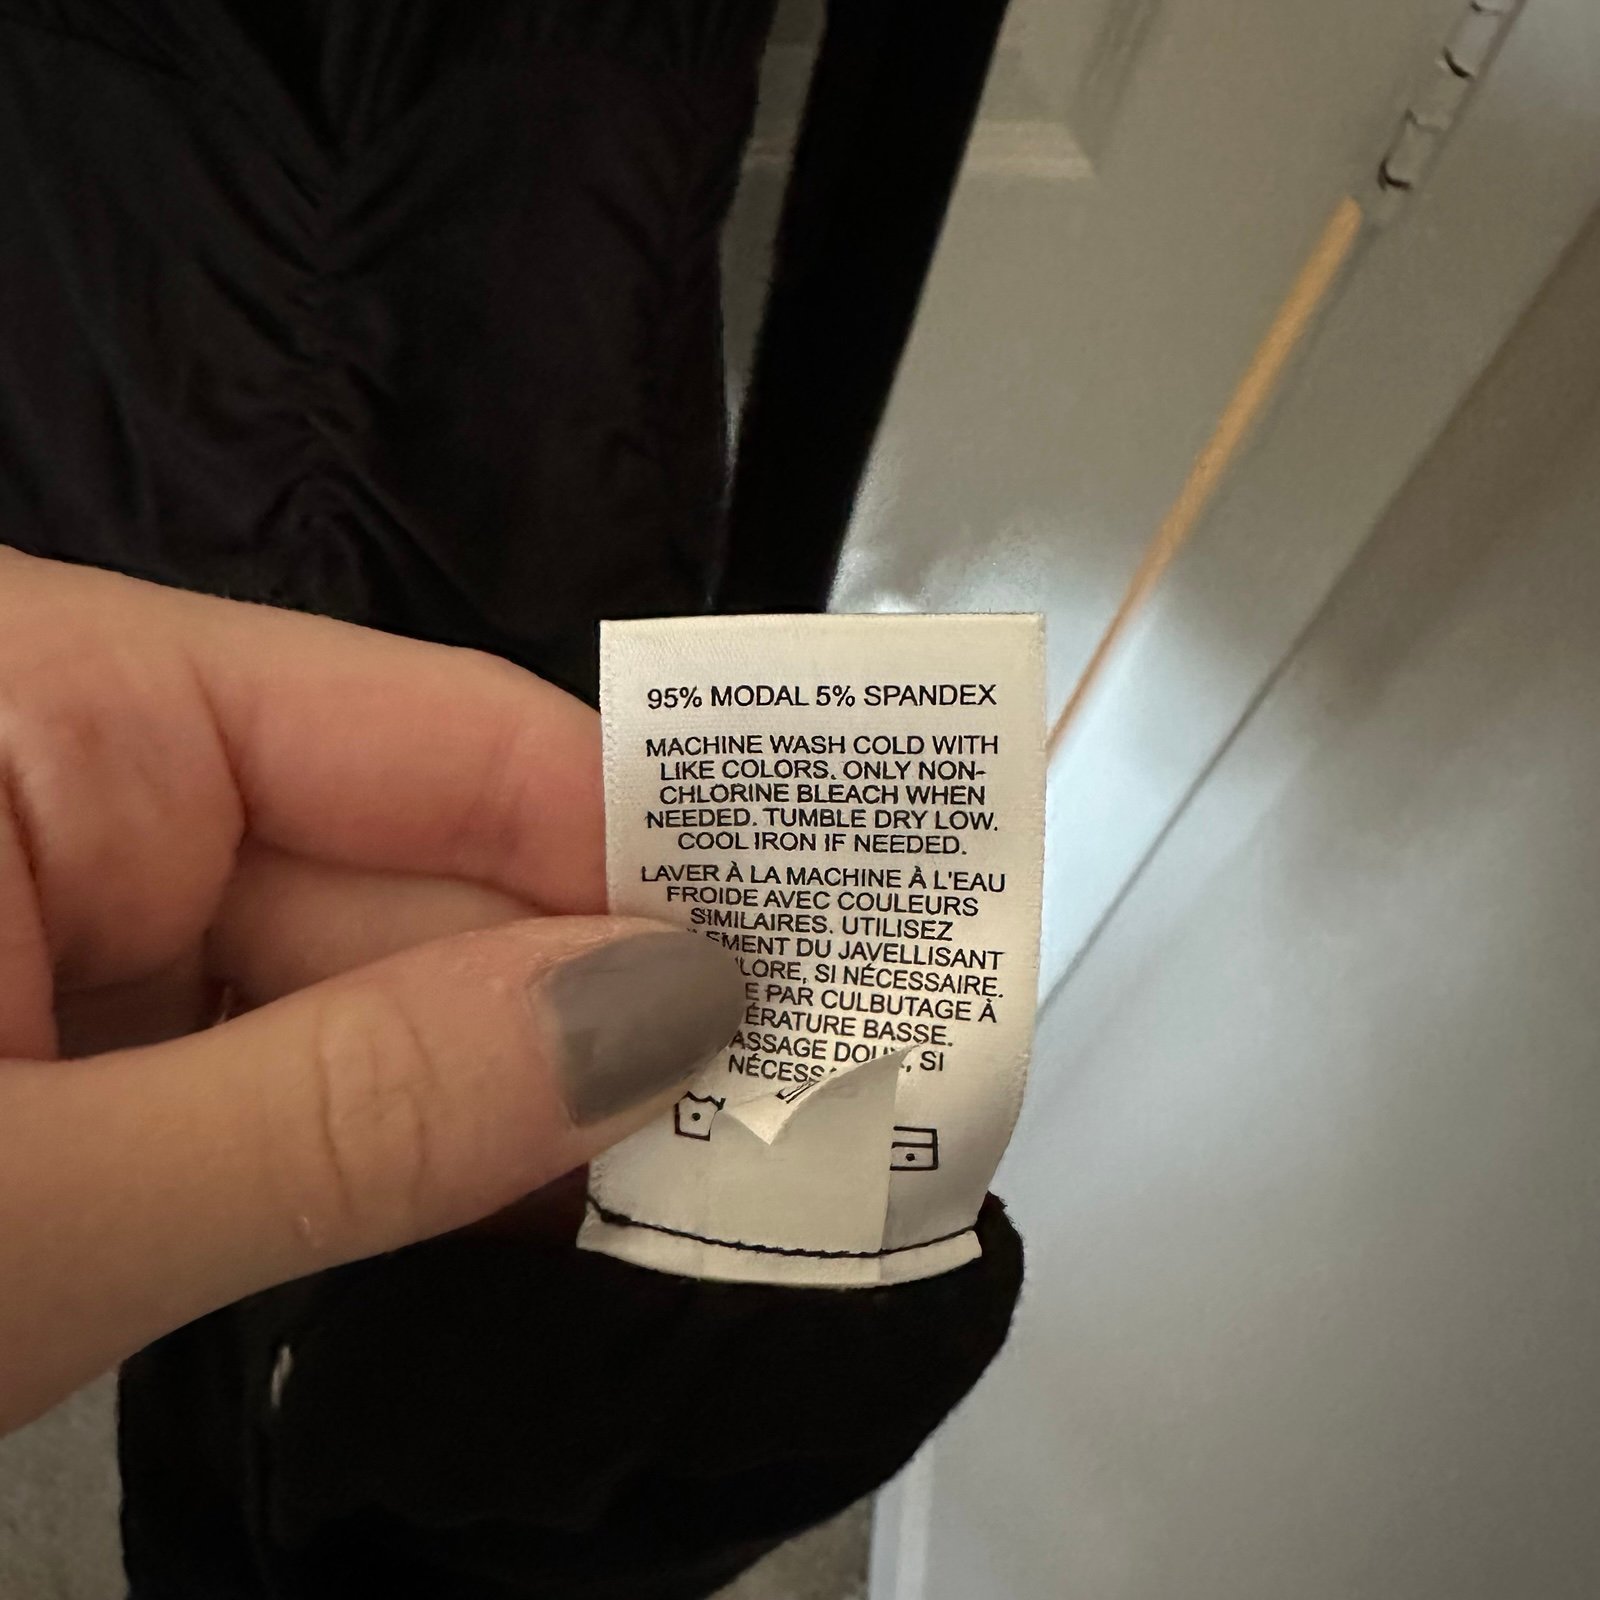 95% MODAL 5% SPANDEX
MACHINE WASH COLD WITH
LIKE COLORS. ONLY NON-
CHLORINE BLEACH WHEN
NEEDED. TUMBLE DRY LOW.
COOL IRON IF NEEDED.
LAVER À LA MACHINE À L'EAU
FROIDE AVEC COULEURS
SIMILAIRES. UTILISEZ
DU JAVELLISANT
SI NÉCESSAIRE.
PAR CULBUTAGE À
BASSE.
SI